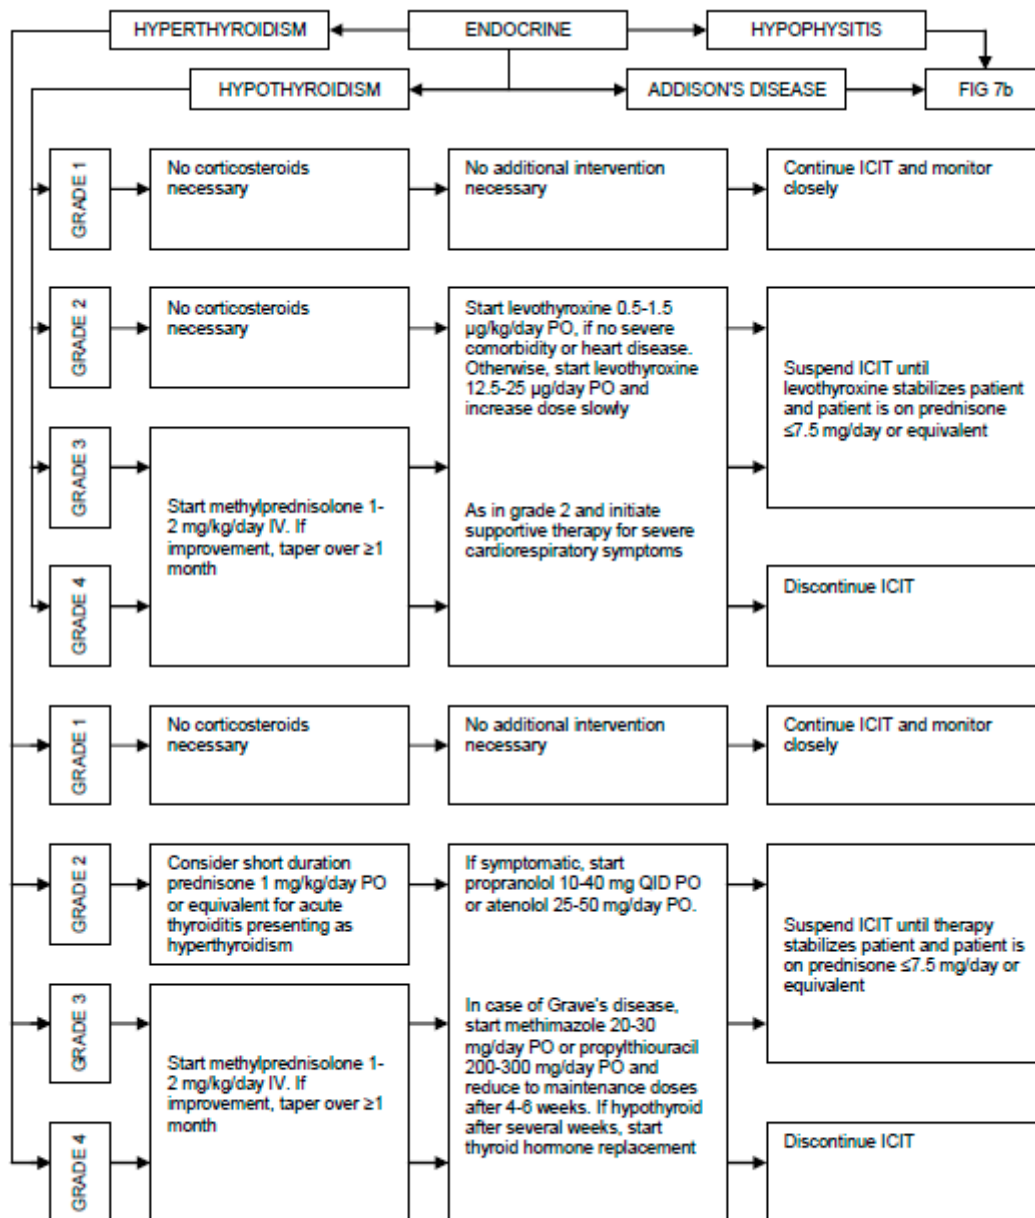 HYPERTHYROIDISM
ENDOCRINE
HYPOPHYSITIS
HYPOTHYROIDISM
ADDISON'S DISEASE
FIG 7b
GRADE 1
No corticosteroids
necessary
No additional intervention
necessary
Continue ICIT and monitor
closely
GRADE 2
No corticosteroids
necessary
Start levothyroxine 0.5-1.5
µg/kg/day PO, if no severe
comorbidity or heart disease.
Otherwise, start levothyroxine
12.5-25 µg/day PO and
increase dose slowly
Suspend ICIT until
levothyroxine stabilizes patient
and patient is on prednisone
≤7.5 mg/day or equivalent
GRADE 3
Start methylprednisolone 1-
2 mg/kg/day IV. If
improvement, taper over ≥1
month
As in grade 2 and initiate
supportive therapy for severe
cardiorespiratory symptoms
GRADE 4
Discontinue ICIT
GRADE 1
No corticosteroids
necessary
No additional intervention
necessary
Continue ICIT and monitor
closely
GRADE 2
Consider short duration
prednisone 1 mg/kg/day PO
or equivalent for acute
thyroiditis presenting as
hyperthyroidism
If symptomatic, start
propranolol 10-40 mg QID PO
or atenolol 25-50 mg/day PO.
Suspend ICIT until therapy
stabilizes patient and patient is
on prednisone ≤7.5 mg/day or
equivalent
GRADE 3
Start methylprednisolone 1-
2 mg/kg/day IV. If
improvement, taper over ≥1
month
In case of Grave's disease,
start methimazole 20-30
mg/day PO or propylthiouracil
200-300 mg/day PO and
reduce to maintenance doses
after 4-6 weeks. If hypothyroid
after several weeks, start
thyroid hormone replacement
GRADE 4
Discontinue ICIT